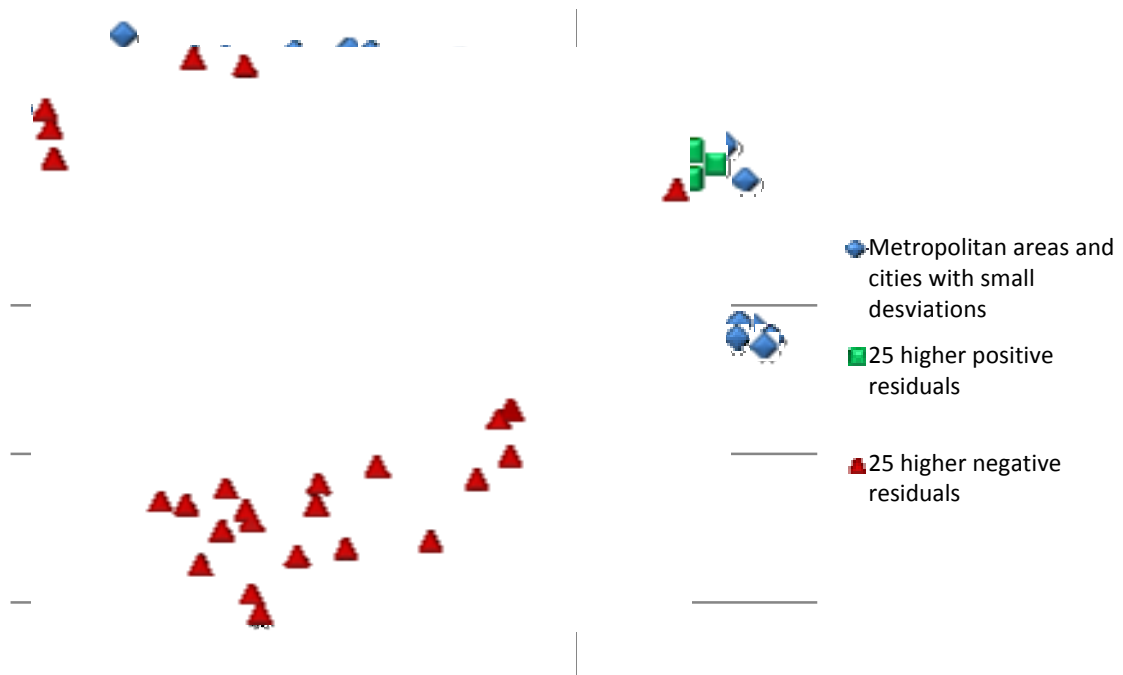 Metropolitan areas and
cities with small
desviations
25 higher positive
residuals
25 higher negative
residuals